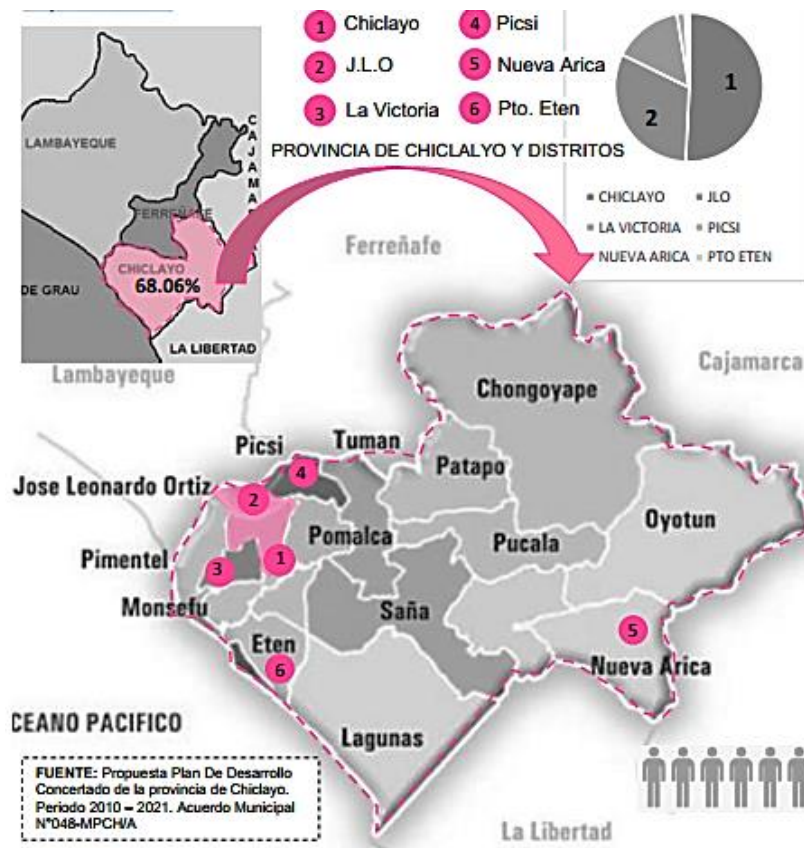 1 Chiclayo
4 Picsi
2 J.L.O
5 Nueva Arica
3 La Victoria
6 Pto. Eten
PROVINCIA DE CHICLALYO Y DISTRITOS
LAMBAYEQUE
FERREÑAFE
CHICLAYO
68.06%
DE GRAU
LA LIBERTAD
1
2
CHICLAYO
JLO
LA VICTORIA
PICSI
NUEVA ARICA
PTO ETEN
Ferreñafe
Lambayeque
Cajamarca
Chongoyape
Tuman
Picsi
4
Patapo
Jose Leonardo Ortiz
2
Oyotun
Pomalca
Pucala
Pimentel
3
1
Monsefu
Saña
5
Eten
Nueva Arica
6
CEANO PACIFICO
Lagunas
FUENTE: Propuesta Plan De Desarrollo
Concertado de la provincia de Chiclayo.
Periodo 2010 – 2021. Acuerdo Municipal
N°048-MPCH/A
La Libertad